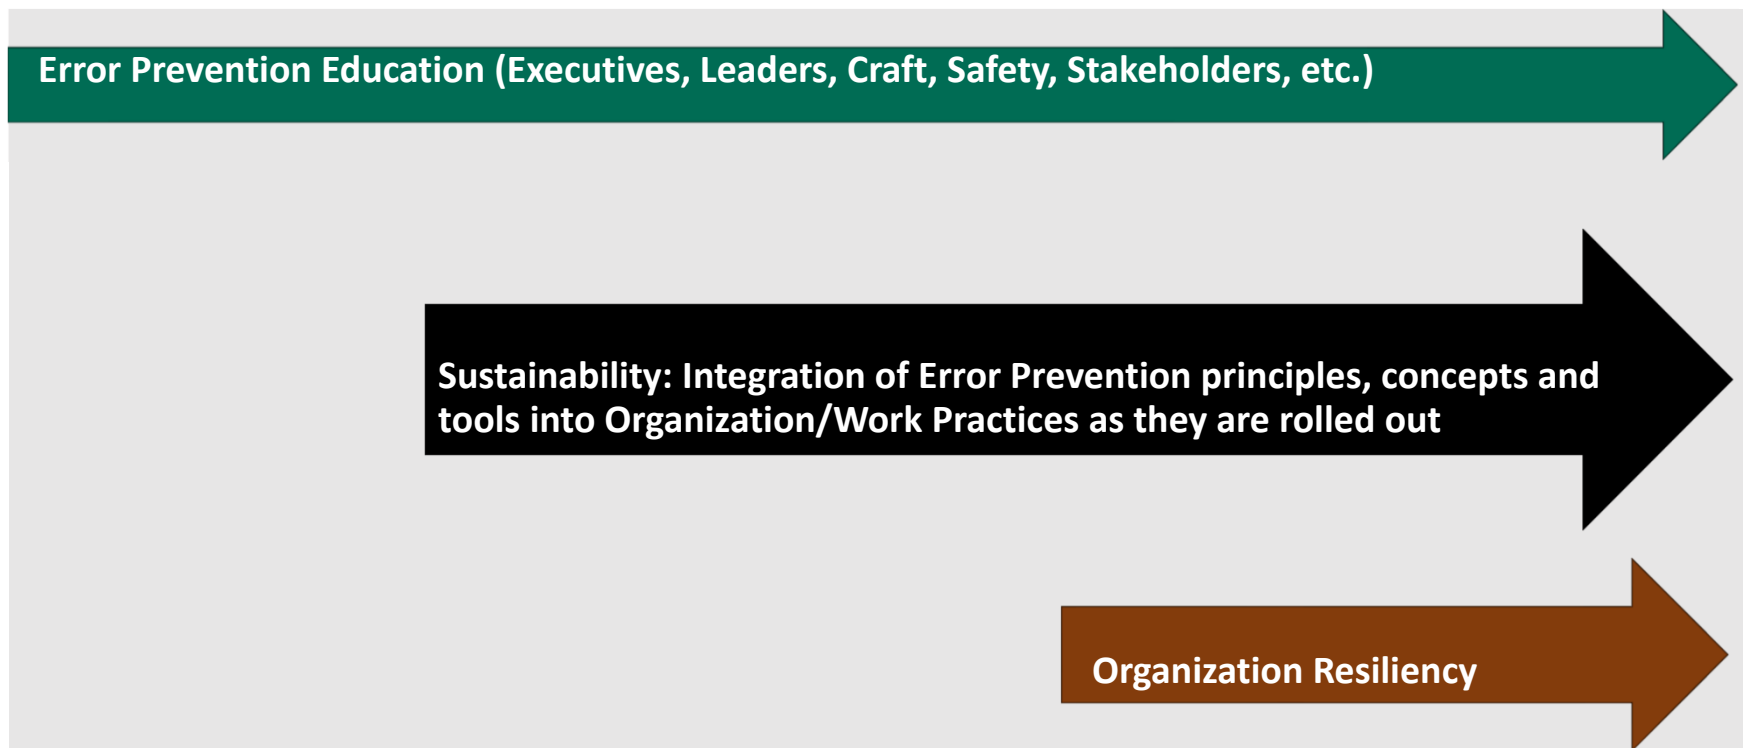 Error Prevention Education (Executives, Leaders, Craft, Safety, Stakeholders, etc.)
Sustainability: Integration of Error Prevention principles, concepts and
tools into Organization/Work Practices as they are rolled out
Organization Resiliency